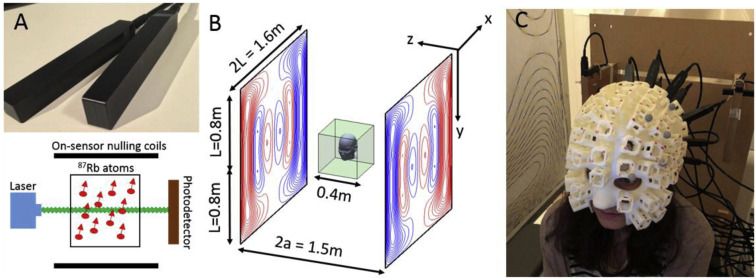 A
On-sensor nulling coils
⁸⁷Rb atoms
Laser
Photodetector
B
2L = 1.6m
L=0.8m
L=0.8m
0.4m
2a = 1.5m
x
z
y
C